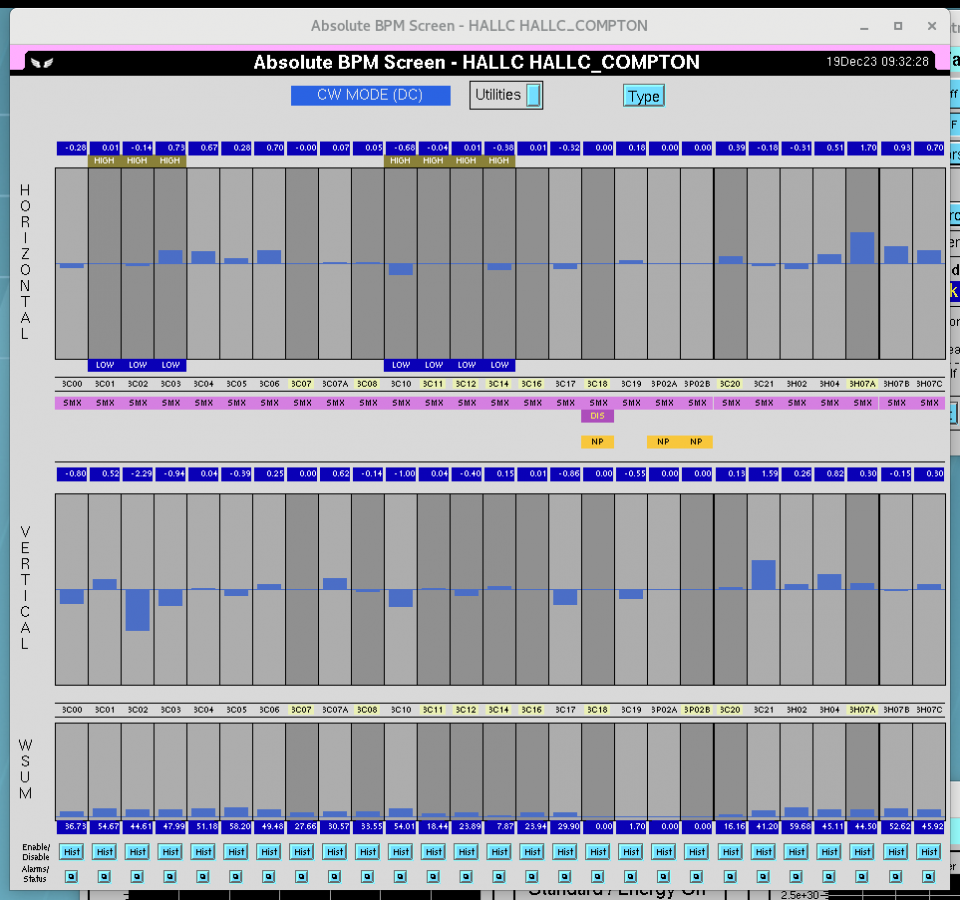 Absolute BPM Screen - HALLC HALLC_COMPTON
Absolute BPM Screen - HALLC HALLC_COMPTON
19Dec23 09:32:28
CW MODE (DC)
Utilities
Type
-0.28 0.01 -0.14 0.73 0.67 0.28 0.70 -0.00 0.07 0.05 -0.68 -0.04 0.01 -0.38 0.01 -0.32 0.00 0.18 0.00 0.00 0.39 -0.18 -0.31 0.51 1.70 0.93 0.70
HIGH HIGH HIGH HIGH HIGH HIGH HIGH
HORIZONTAL
LOW LOW LOW LOW LOW LOW LOW
3C00 3C01 3C02 3C03 3C04 3C05 3C06 3C07 3C07A 3C08 3C10 3C11 3C12 3C14 3C16 3C17 3C18 3C19 3P02A 3P02B 3C20 3C21 3H02 3H04 3H07A 3H07B 3H07C
SMX SMX SMX SMX SMX SMX SMX SMX SMX SMX SMX SMX SMX SMX SMX SMX SMX SMX SMX SMX SMX SMX SMX SMX SMX SMX SMX
DIS
NP NP NP
-0.80 0.52 -2.29 -0.94 0.04 -0.39 0.25 0.00 0.62 -0.14 -1.00 0.04 -0.40 0.15 0.01 -0.86 0.00 -0.55 0.00 0.00 0.13 1.59 0.26 0.82 0.30 -0.15 0.30
VERTICAL
3C00 3C01 3C02 3C03 3C04 3C05 3C06 3C07 3C07A 3C08 3C10 3C11 3C12 3C14 3C16 3C17 3C18 3C19 3P02A 3P02B 3C20 3C21 3H02 3H04 3H07A 3H07B 3H07C
WSUM
36.73 54.67 44.61 47.99 51.18 58.20 49.48 27.66 30.57 33.55 54.01 18.44 23.89 7.87 23.94 29.90 0.00 1.70 0.00 0.00 16.16 41.20 59.68 45.11 44.50 52.62 45.92
Enable/
Disable
Hist Hist Hist Hist Hist Hist Hist Hist Hist Hist Hist Hist Hist Hist Hist Hist Hist Hist Hist Hist Hist Hist Hist Hist Hist Hist Hist
Alarms/
Status
Standard / Energy On
2.5e+30